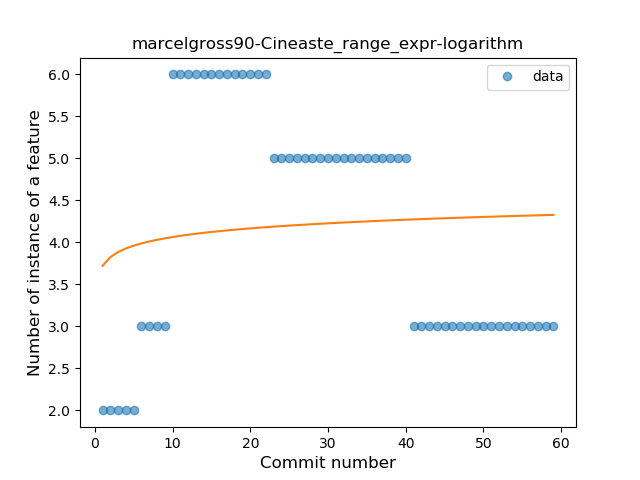 marcelgross90-Cineaste_range_expr-logarithm
data
Number of instance of a feature
6.0
5.5
5.0
4.5
4.0
3.5
3.0
2.5
2.0
0 10 20 30 40 50 60
Commit number